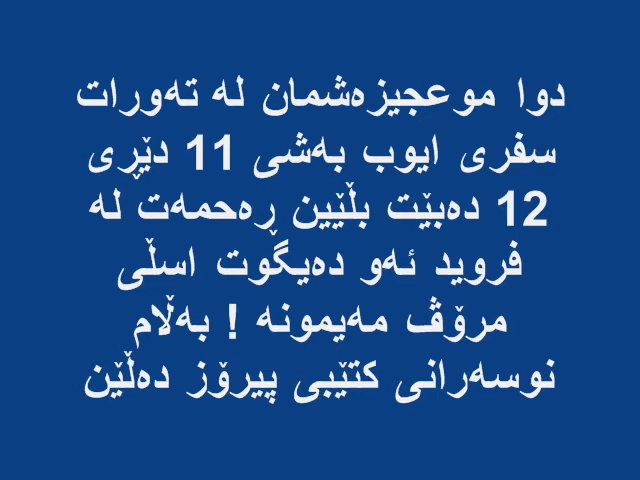 دوا موعجیزەشمان لە تەورات
سفری ایوب بەشی 11 دێڕی
12 دەبێت بڵێین ڕەحمەت لە
فروید ئەو دەیگوت اسڵی
مرۆڤ مەیمونە ! بەڵام
نوسەرانی کتێبی پیرۆز دەڵێن